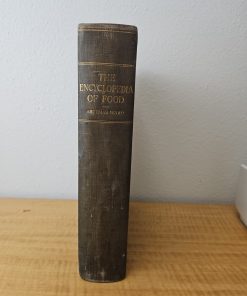 THE
ENCYCLOPEDIA
OF FOOD
ARTEMAS WARD